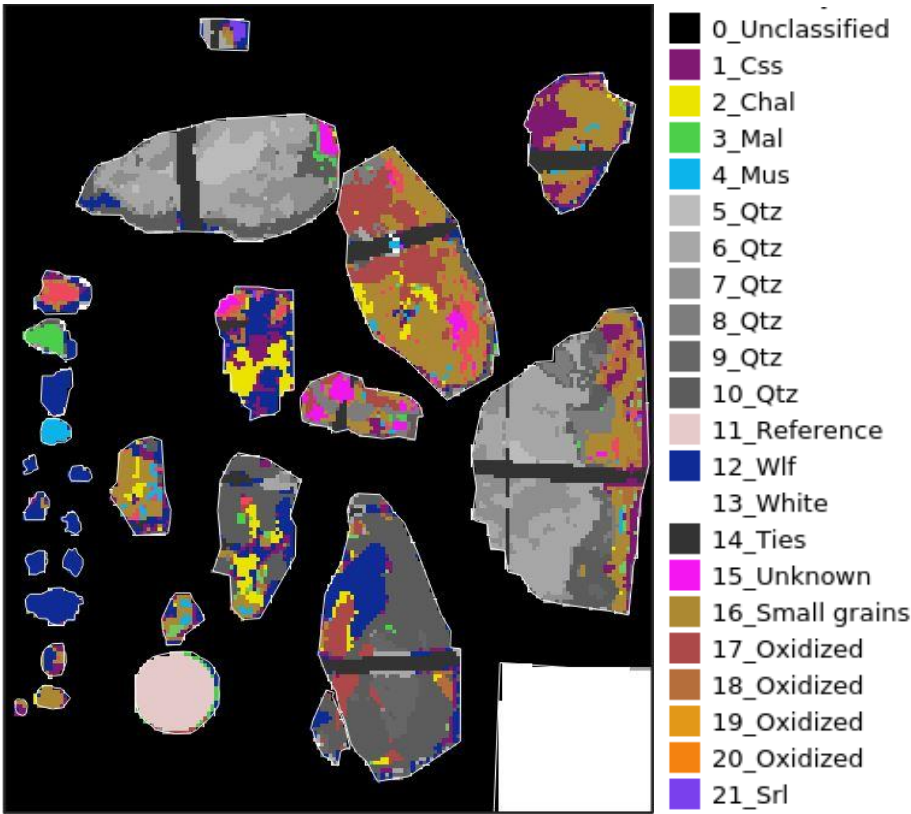 0_Unclassified
1_Css
2_Chal
3_Mal
4_Mus
5_Qtz
6_Qtz
7_Qtz
8_Qtz
9_Qtz
10_Qtz
11_Reference
12_Wlf
13_White
14_Ties
15_Unknown
16_Small grains
17_Oxidized
18_Oxidized
19_Oxidized
20_Oxidized
21_Srl